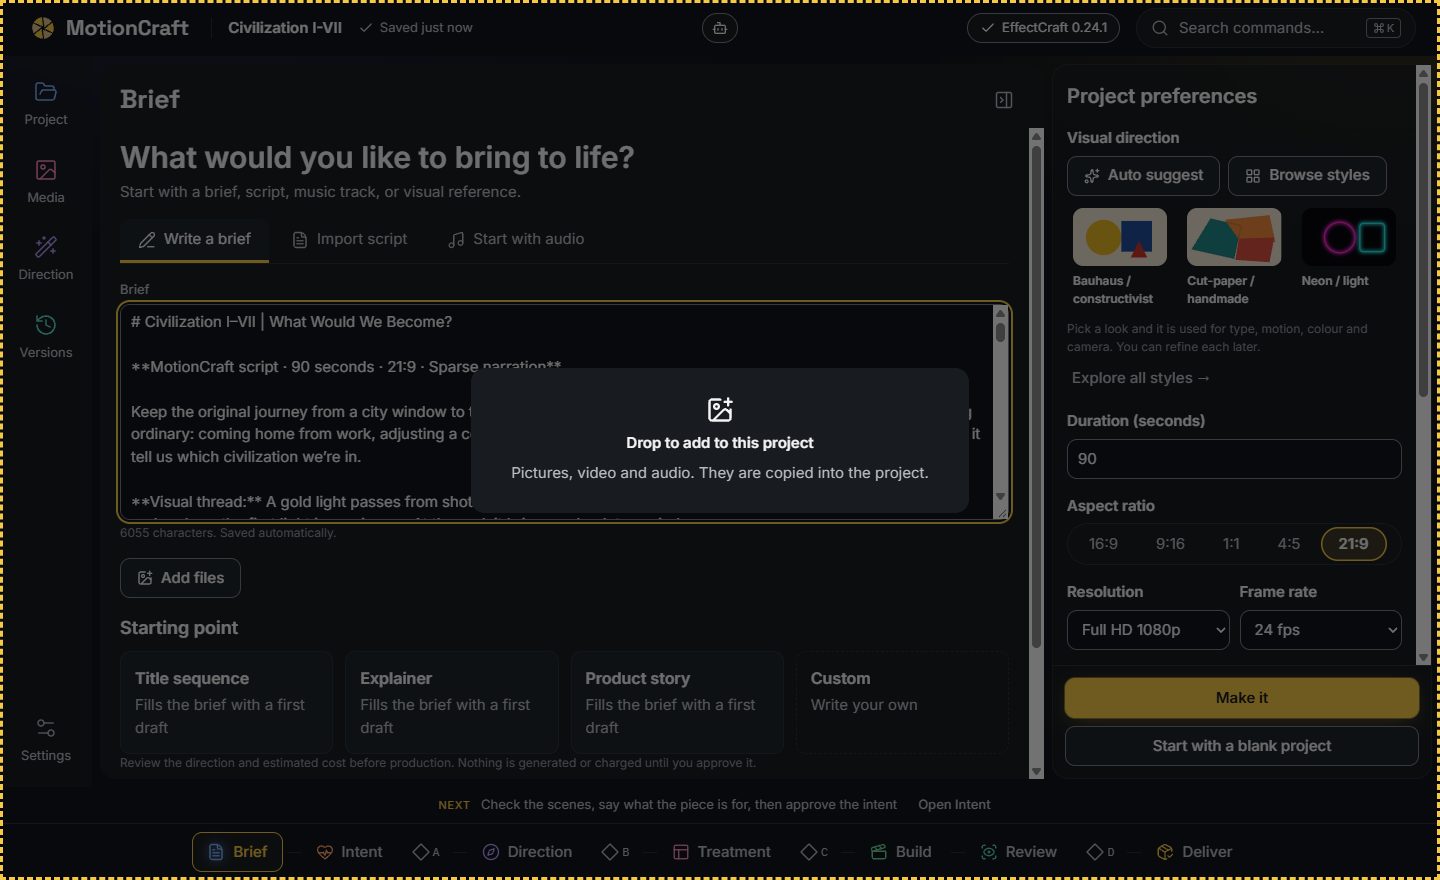 MotionCraft
Civilization I-VII
Saved just now
EffectCraft 0.24.1
Search commands...
⌘K
Project
Media
Direction
Versions
Settings
Brief
What would you like to bring to life?
Start with a brief, script, music track, or visual reference.
Write a brief
Import script
Start with audio
Brief
# Civilization I–VII | What Would We Become?
**MotionCraft script · 90 seconds · 21:9 · Sparse narration**
Keep the original journey from a city window to
ordinary: coming home from work, adjusting a it
tell us which civilization we’re in.
**Visual thread:** A gold light passes from shot
6055 characters. Saved automatically.
Drop to add to this project
Pictures, video and audio. They are copied into the project.
Add files
Starting point
Title sequence
Fills the brief with a first
draft
Explainer
Fills the brief with a first
draft
Product story
Fills the brief with a first
draft
Custom
Write your own
Review the direction and estimated cost before production. Nothing is generated or charged until you approve it.
Project preferences
Visual direction
Auto suggest
Browse styles
Bauhaus /
constructivist
Cut-paper /
handmade
Neon / light
Pick a look and it is used for type, motion, colour and
camera. You can refine each later.
Explore all styles →
Duration (seconds)
90
Aspect ratio
16:9 9:16 1:1 4:5 21:9
Resolution
Frame rate
Full HD 1080p
24 fps
Make it
Start with a blank project
NEXT Check the scenes, say what the piece is for, then approve the intent Open Intent
Brief Intent A Direction B Treatment C Build Review D Deliver